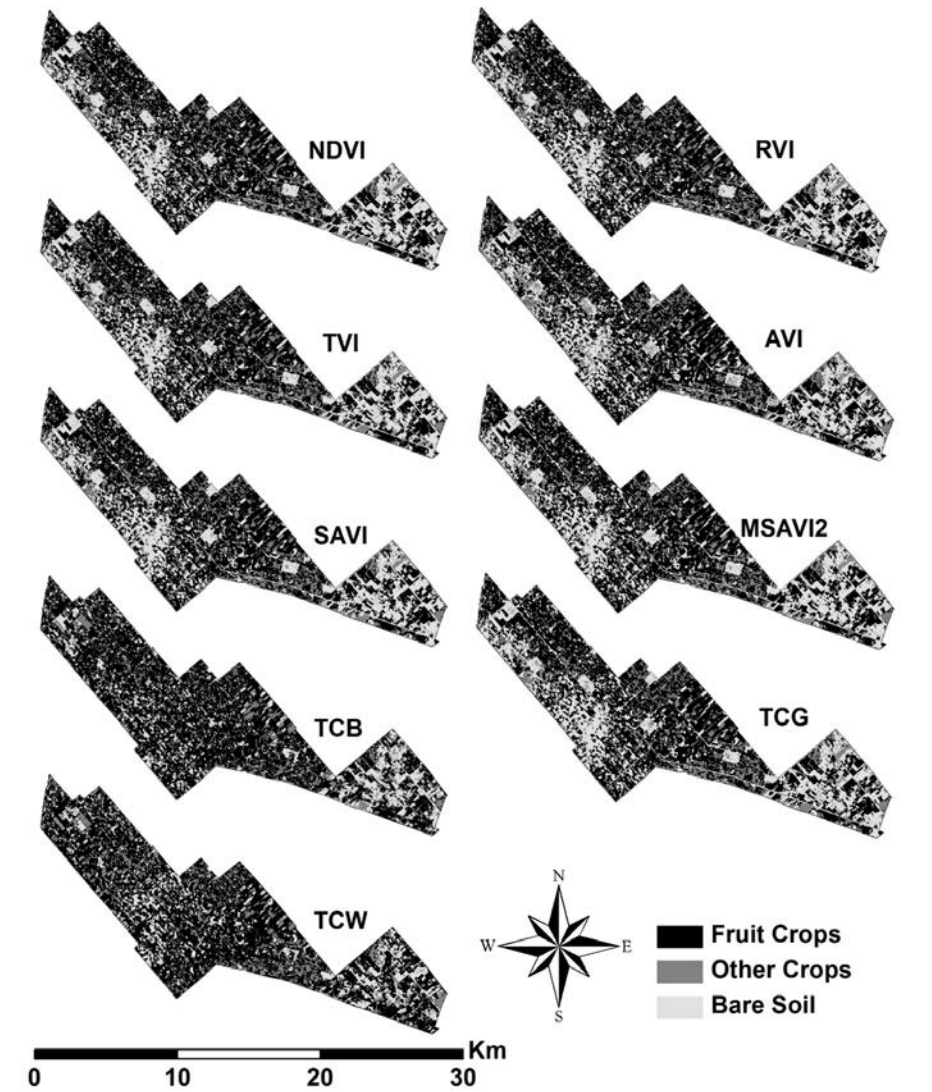 NDVI
RVI
TVI
AVI
SAVI
MSAVI2
TCB
TCG
TCW
N
W E
S
Fruit Crops
Other Crops
Bare Soil
Km
0 10 20 30